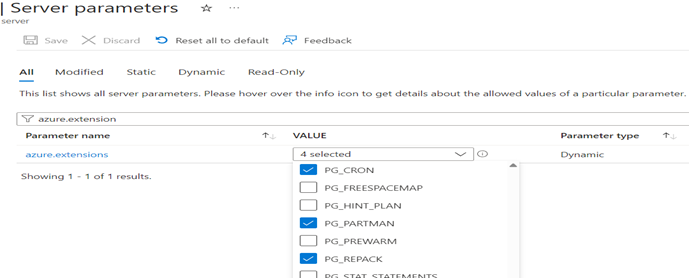 | Server parameters ☆ ...
server
Save Discard Reset all to default Feedback
All Modified Static Dynamic Read-Only
This list shows all server parameters. Please hover over the info icon to get details about the allowed values of a particular parameter.
azure.extension
Parameter name VALUE Parameter type
azure.extensions 4 selected Dynamic
Showing 1 - 1 of 1 results.
PG_CRON
PG_FREESPACEMAP
PG_HINT_PLAN
PG_PARTMAN
PG_PREWARM
PG_REPACK
PG_STAT_STATEMENTS